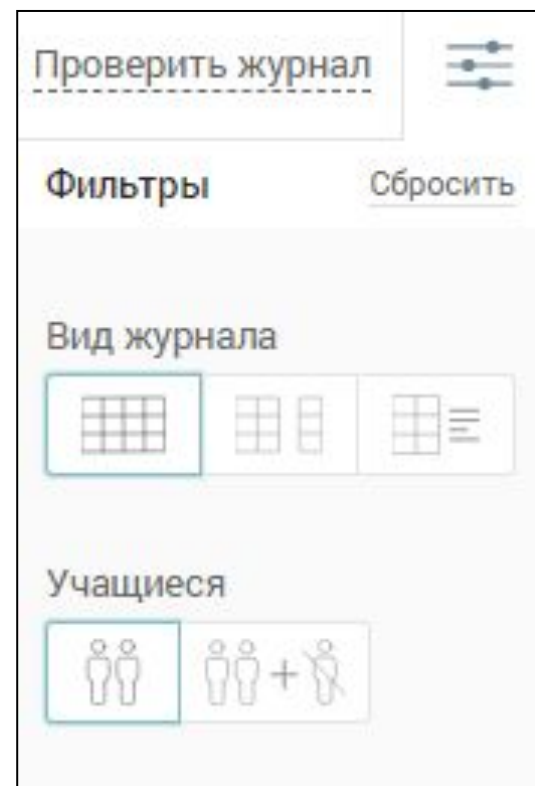 Проверить журнал
Фильтры Сбросить
Вид журнала
Учащиеся